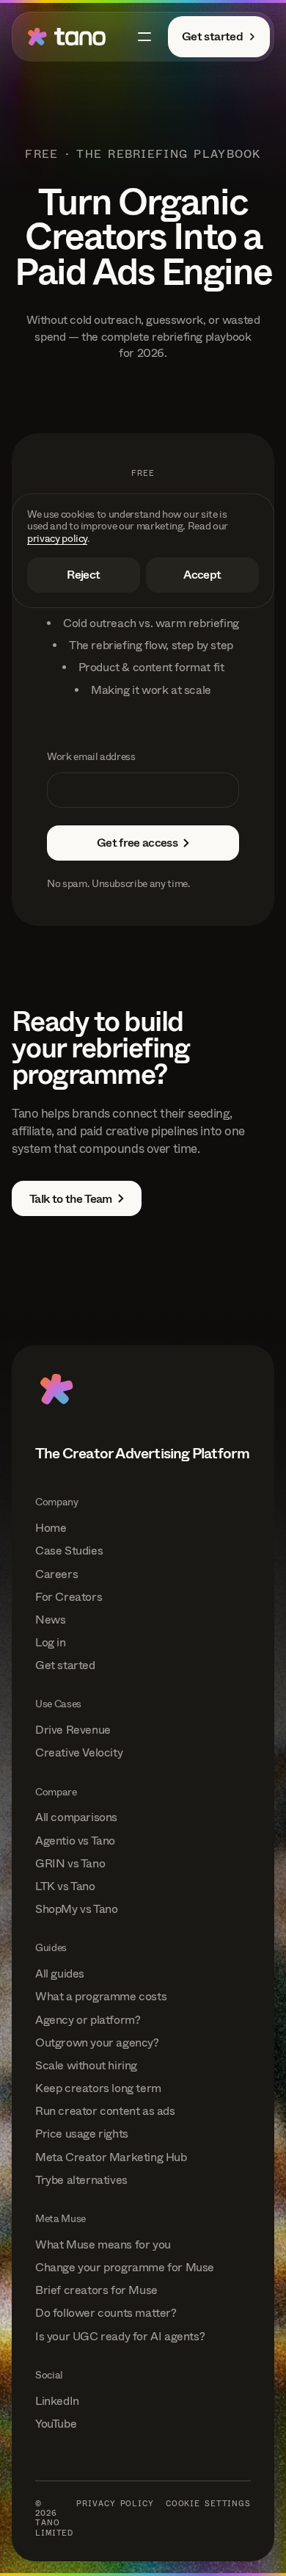 tano
Get started
FREE · THE REBRIEFING PLAYBOOK
Turn Organic
Creators Into a
Paid Ads Engine
Without cold outreach, guesswork, or wasted
spend — the complete rebriefing playbook
for 2026.
FREE
We use cookies to understand how our site is
used and to improve our marketing. Read our
privacy policy.
Reject
Accept
• Cold outreach vs. warm rebriefing
• The rebriefing flow, step by step
• Product & content format fit
• Making it work at scale
Work email address
Get free access
No spam. Unsubscribe any time.
Ready to build
your rebriefing
programme?
Tano helps brands connect their seeding,
affiliate, and paid creative pipelines into one
system that compounds over time.
Talk to the Team
The Creator Advertising Platform
Company
Home
Case Studies
Careers
For Creators
News
Log in
Get started
Use Cases
Drive Revenue
Creative Velocity
Compare
All comparisons
Agentio vs Tano
GRIN vs Tano
LTK vs Tano
ShopMy vs Tano
Guides
All guides
What a programme costs
Agency or platform?
Outgrown your agency?
Scale without hiring
Keep creators long term
Run creator content as ads
Price usage rights
Meta Creator Marketing Hub
Trybe alternatives
Meta Muse
What Muse means for you
Change your programme for Muse
Brief creators for Muse
Do follower counts matter?
Is your UGC ready for AI agents?
Social
LinkedIn
YouTube
©
2026
TANO
LIMITED
PRIVACY POLICY
COOKIE SETTINGS